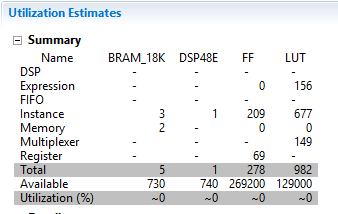 Utilization Estimates
Summary
Name BRAM_18K DSP48E FF LUT
DSP - - - -
Expression - - 0 156
FIFO - - - -
Instance 3 1 209 677
Memory 2 - 0 0
Multiplexer - - - 149
Register - - 69 -
Total 5 1 278 982
Available 730 740 269200 129000
Utilization (%) ~0 ~0 ~0 ~0